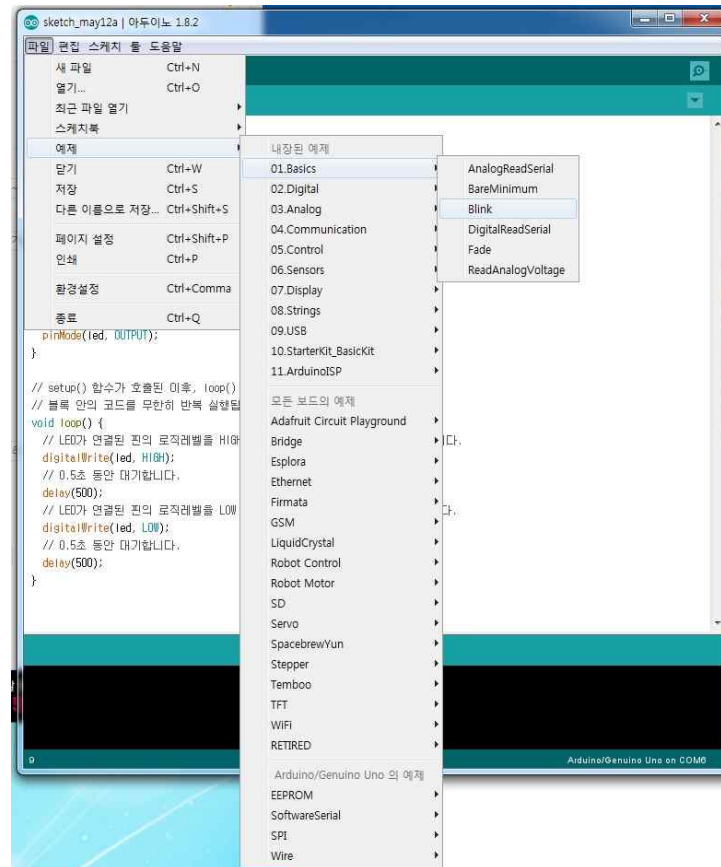 sketch_may12a | 아두이노 1.8.2
파일 편집 스케치 툴 도움말
새 파일 Ctrl+N
열기... Ctrl+O
최근 파일 열기
스케치북
예제
닫기 Ctrl+W
저장 Ctrl+S
다른 이름으로 저장... Ctrl+Shift+S
페이지 설정 Ctrl+Shift+P
인쇄 Ctrl+P
환경설정 Ctrl+Comma
종료 Ctrl+Q
내장된 예제
01.Basics
02.Digital
03.Analog
04.Communication
05.Control
06.Sensors
07.Display
08.Strings
09.USB
10.StarterKit_BasicKit
11.ArduinoISP
모든 보드의 예제
Adafruit Circuit Playground
Bridge
Esplora
Ethernet
Firmata
GSM
LiquidCrystal
Robot Control
Robot Motor
SD
Servo
SpacebrewYun
Stepper
Temboo
TFT
WiFi
RETIRED
Arduino/Genuino Uno 의 예제
EEPROM
SoftwareSerial
SPI
Wire
AnalogReadSerial
BareMinimum
Blink
DigitalReadSerial
Fade
ReadAnalogVoltage
pinMode(led, OUTPUT);
}
// setup() 함수가 호출된 이후, loop()
// 블록 안의 코드를 무한히 반복 실행됩
void loop() {
// LED가 연결된 핀의 로직레벨을 HIGH 니다.
digitalWrite(led, HIGH);
// 0.5초 동안 대기합니다.
delay(500);
// LED가 연결된 핀의 로직레벨을 LOW 다.
digitalWrite(led, LOW);
// 0.5초 동안 대기합니다.
delay(500);
}
9 Arduino/Genuino Uno on COM6